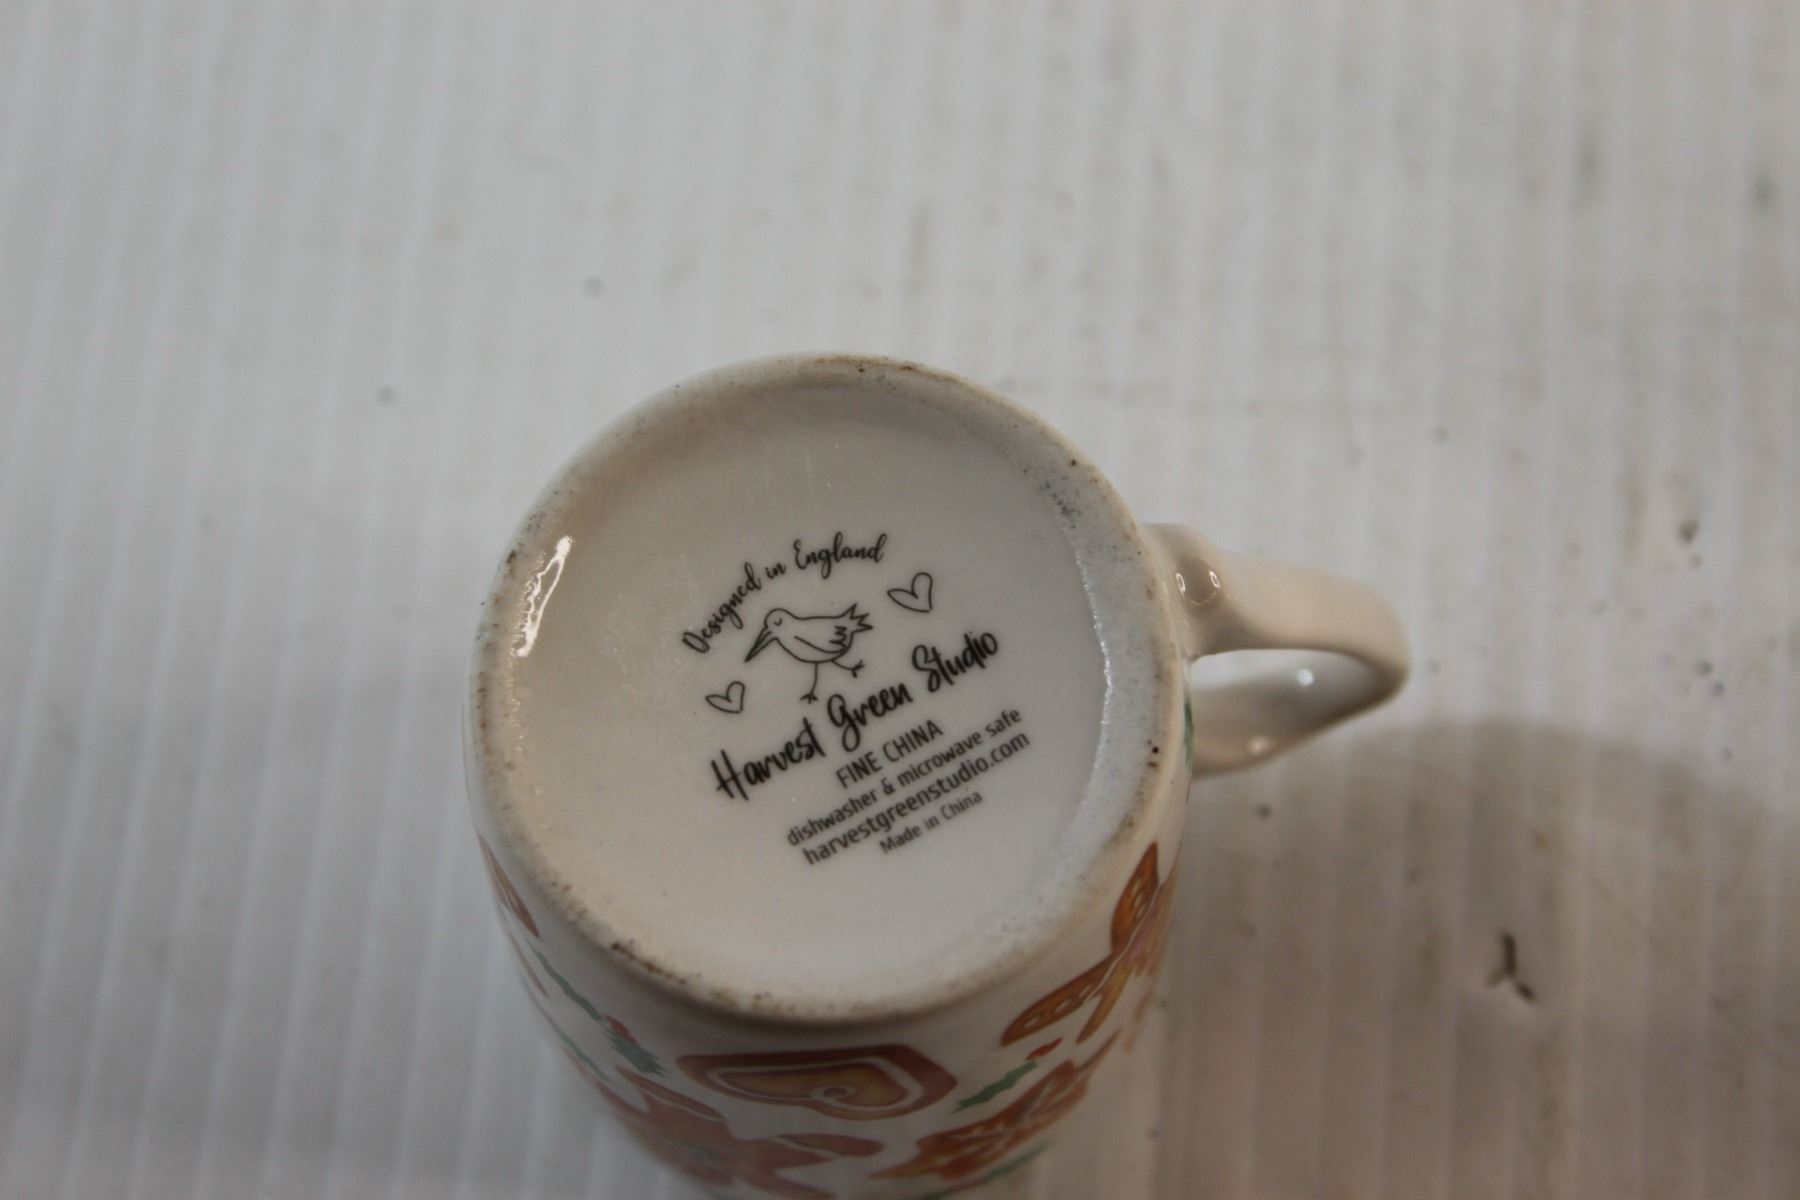 Designed in England
Harvest Green Studio
FINE CHINA
dishwasher & microwave safe
harvestgreenstudio.com
Made in China